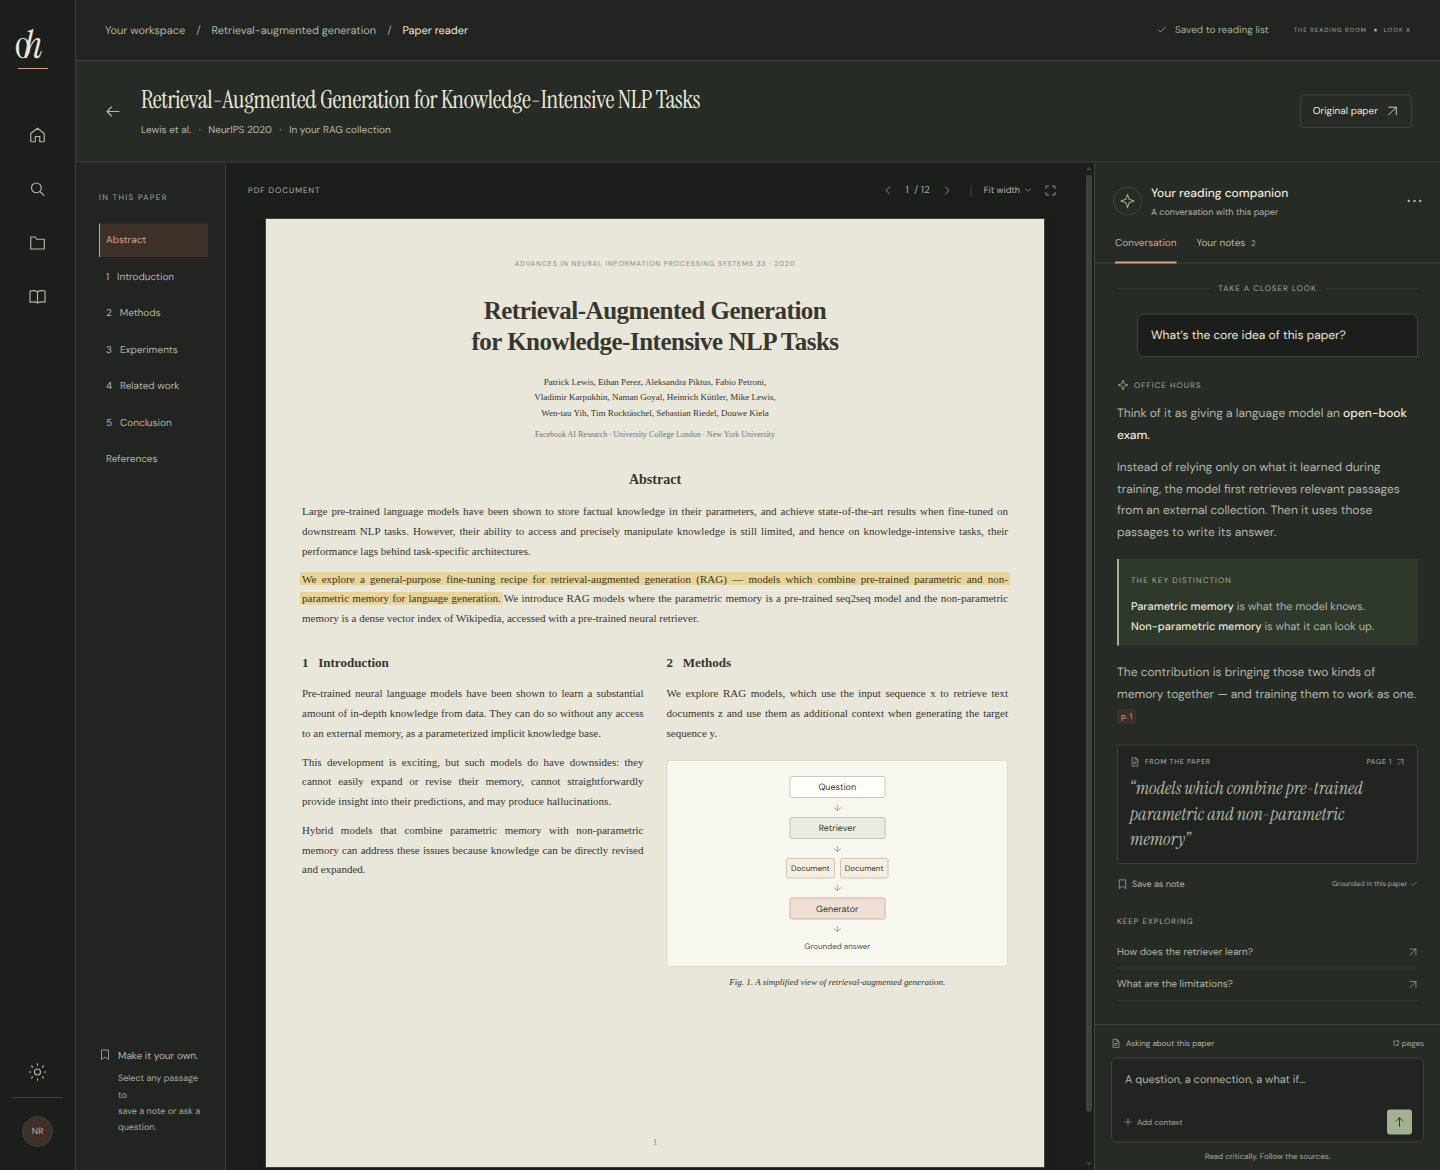 oh
Your workspace / Retrieval-augmented generation / Paper reader
Saved to reading list
THE READING ROOM • LOOK A
Retrieval-Augmented Generation for Knowledge-Intensive NLP Tasks
Lewis et al. · NeurIPS 2020 · In your RAG collection
Original paper
IN THIS PAPER
Abstract
1 Introduction
2 Methods
3 Experiments
4 Related work
5 Conclusion
References
Make it your own.
Select any passage
to
save a note or ask a
question.
NR
PDF DOCUMENT
1 / 12
Fit width
ADVANCES IN NEURAL INFORMATION PROCESSING SYSTEMS 33 · 2020
Retrieval-Augmented Generation
for Knowledge-Intensive NLP Tasks
Patrick Lewis, Ethan Perez, Aleksandra Piktus, Fabio Petroni,
Vladimir Karpukhin, Naman Goyal, Heinrich Küttler, Mike Lewis,
Wen-tau Yih, Tim Rocktäschel, Sebastian Riedel, Douwe Kiela
Facebook AI Research · University College London · New York University
Abstract
Large pre-trained language models have been shown to store factual knowledge in their parameters, and achieve state-of-the-art results when fine-tuned on
downstream NLP tasks. However, their ability to access and precisely manipulate knowledge is still limited, and hence on knowledge-intensive tasks, their
performance lags behind task-specific architectures.
We explore a general-purpose fine-tuning recipe for retrieval-augmented generation (RAG) — models which combine pre-trained parametric and non-
parametric memory for language generation. We introduce RAG models where the parametric memory is a pre-trained seq2seq model and the non-parametric
memory is a dense vector index of Wikipedia, accessed with a pre-trained neural retriever.
1 Introduction
Pre-trained neural language models have been shown to learn a substantial
amount of in-depth knowledge from data. They can do so without any access
to an external memory, as a parameterized implicit knowledge base.
This development is exciting, but such models do have downsides: they
cannot easily expand or revise their memory, cannot straightforwardly
provide insight into their predictions, and may produce hallucinations.
Hybrid models that combine parametric memory with non-parametric
memory can address these issues because knowledge can be directly revised
and expanded.
2 Methods
We explore RAG models, which use the input sequence x to retrieve text
documents z and use them as additional context when generating the target
sequence y.
Question
Retriever
Document Document
Generator
Grounded answer
Fig. 1. A simplified view of retrieval-augmented generation.
1
Your reading companion
A conversation with this paper
Conversation
Your notes 2
TAKE A CLOSER LOOK
What's the core idea of this paper?
OFFICE HOURS
Think of it as giving a language model an open-book
exam.
Instead of relying only on what it learned during
training, the model first retrieves relevant passages
from an external collection. Then it uses those
passages to write its answer.
THE KEY DISTINCTION
Parametric memory is what the model knows.
Non-parametric memory is what it can look up.
The contribution is bringing those two kinds of
memory together — and training them to work as one.
p. 1
FROM THE PAPER
PAGE 1
“models which combine pre-trained
parametric and non-parametric
memory”
Save as note
Grounded in this paper
KEEP EXPLORING
How does the retriever learn?
What are the limitations?
Asking about this paper
12 pages
A question, a connection, a what if…
Add context
Read critically. Follow the sources.